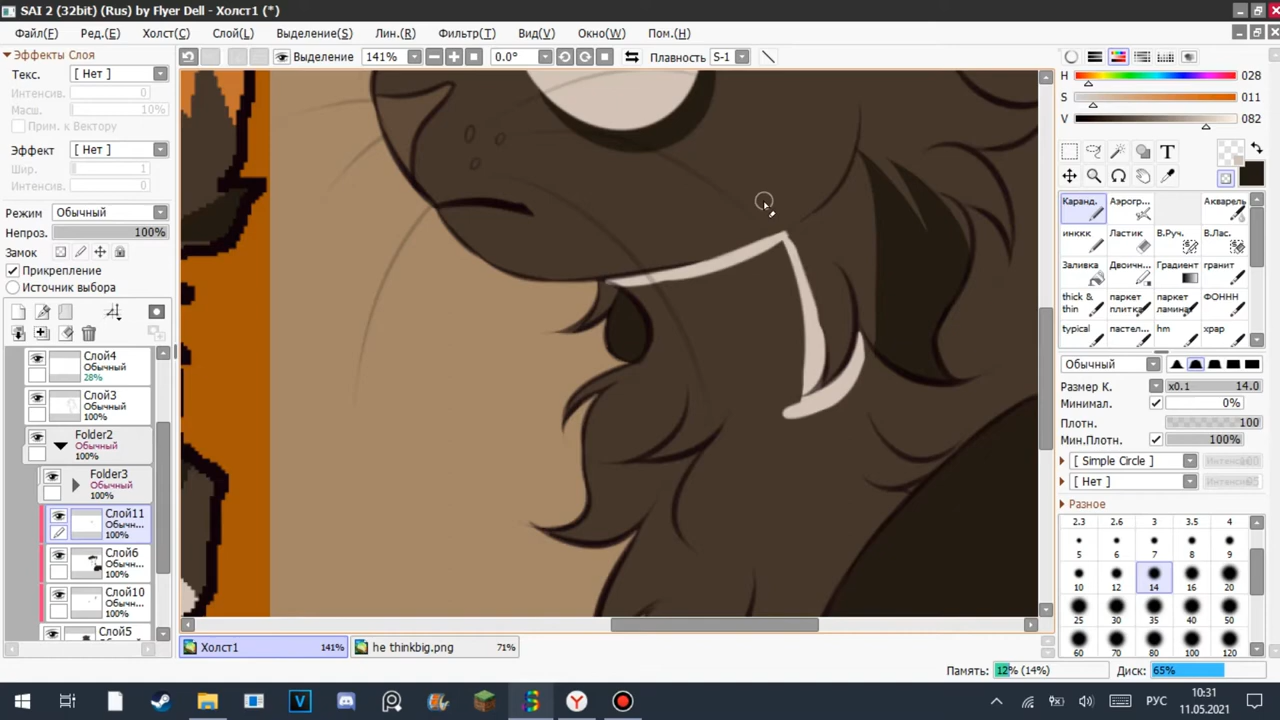 SAI 2 (32bit) (Rus) by Flyer Dell - Холст1 (*)
Файл(F) Ред.(E) Холст(C) Слой(L) Выделение(S) Лин.(R) Фильтр(T) Вид(V) Окно(W) Пом.(H)
Эффекты Слоя
Выделение 141% 0.0° Плавность S-1
Текс. [ Нет ]
Интенсив. 0
Масш. 10%
Прим. к Вектору
Эффект [ Нет ]
Шир. 1
Интенсив. 0
Режим Обычный
Непроз. 100%
Замок
Прикрепление
Источник выбора
Слой4
Обычный
28%
Слой3
Обычный
100%
Folder2
Обычный
100%
Folder3
Обычный
100%
Слой11
Обычн...
100%
Слой6
Обычн...
100%
Слой10
Обычн...
100%
Слой5
Обычн...
H 028
S 011
V 082
T
Каранд. Аэрогр... Акварель
инккк Ластик В.Руч. В.Лас.
Заливка Двоичн... Градиент гранит
thick & thin паркет плитка паркет ламина ФОННН
typical пастел... hm храр
Обычный
Размер К. x0.1 14.0
Минимал. 0%
Плотн. 100
Мин.Плотн. 100%
[ Simple Circle ]
[ Нет ]
Разное
2.3 2.6 3 3.5 4
5 6 7 8 9
10 12 14 16 20
25 30 35 40 50
60 70 80 100 120
Холст1 141% he thinkbig.png 71%
Память: 12% (14%) Диск: 65%
РУС
10:31
11.05.2021